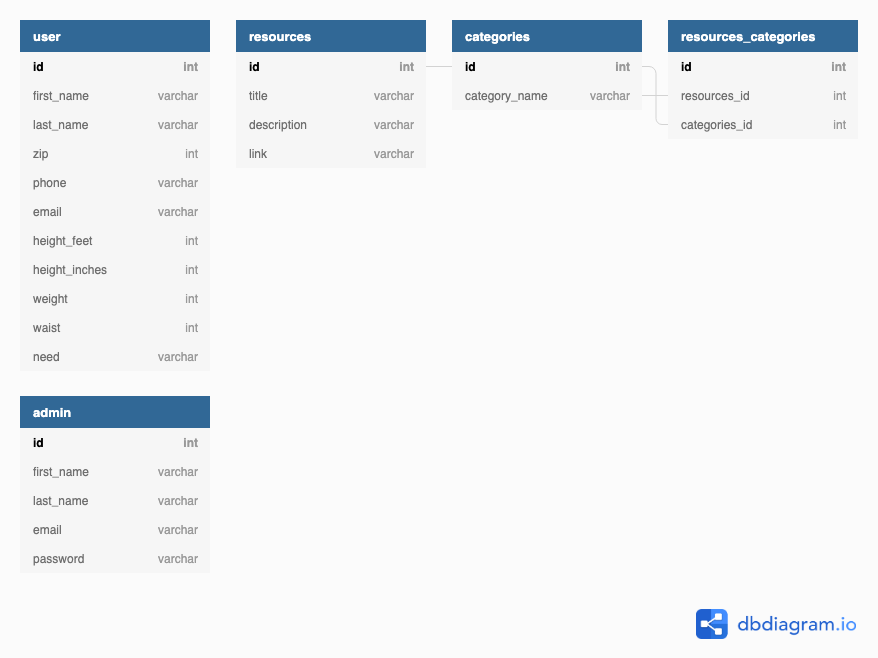 user
id int
first_name varchar
last_name varchar
zip int
phone varchar
email varchar
height_feet int
height_inches int
weight int
waist int
need varchar
resources
id int
title varchar
description varchar
link varchar
categories
id int
category_name varchar
resources_categories
id int
resources_id int
categories_id int
admin
id int
first_name varchar
last_name varchar
email varchar
password varchar
dbdiagram.io